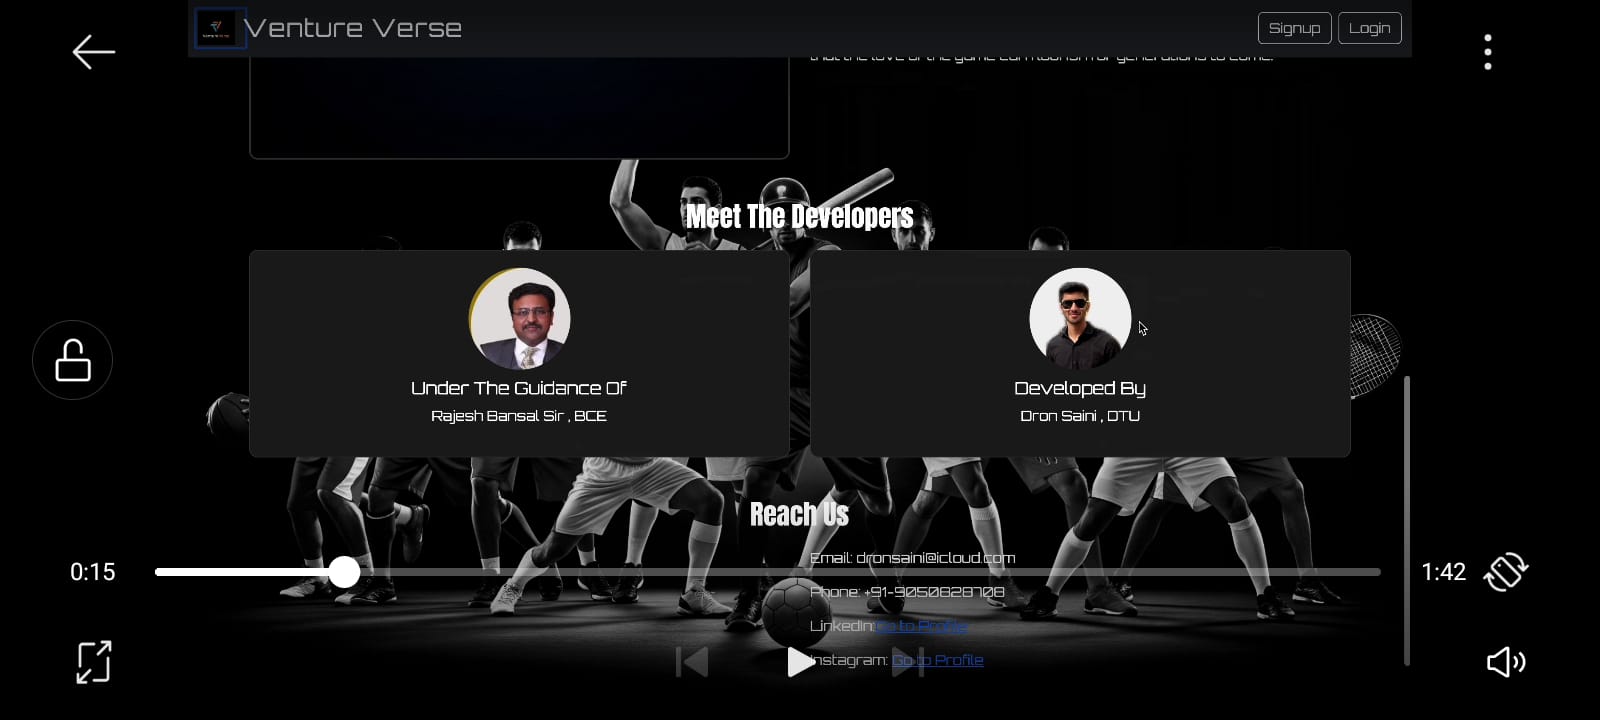 Venture Verse
Signup
Login
that the love of the game can flourish for generations to come.
Meet The Developers
Under The Guidance Of
Rajesh Bansal Sir , BCE
Developed By
Dron Saini , DTU
Reach Us
Email: dronsaini@icloud.com
0:15
1:42
Phone: +91-9050828708
LinkedIn:Go to Profile
Instagram: Go to Profile